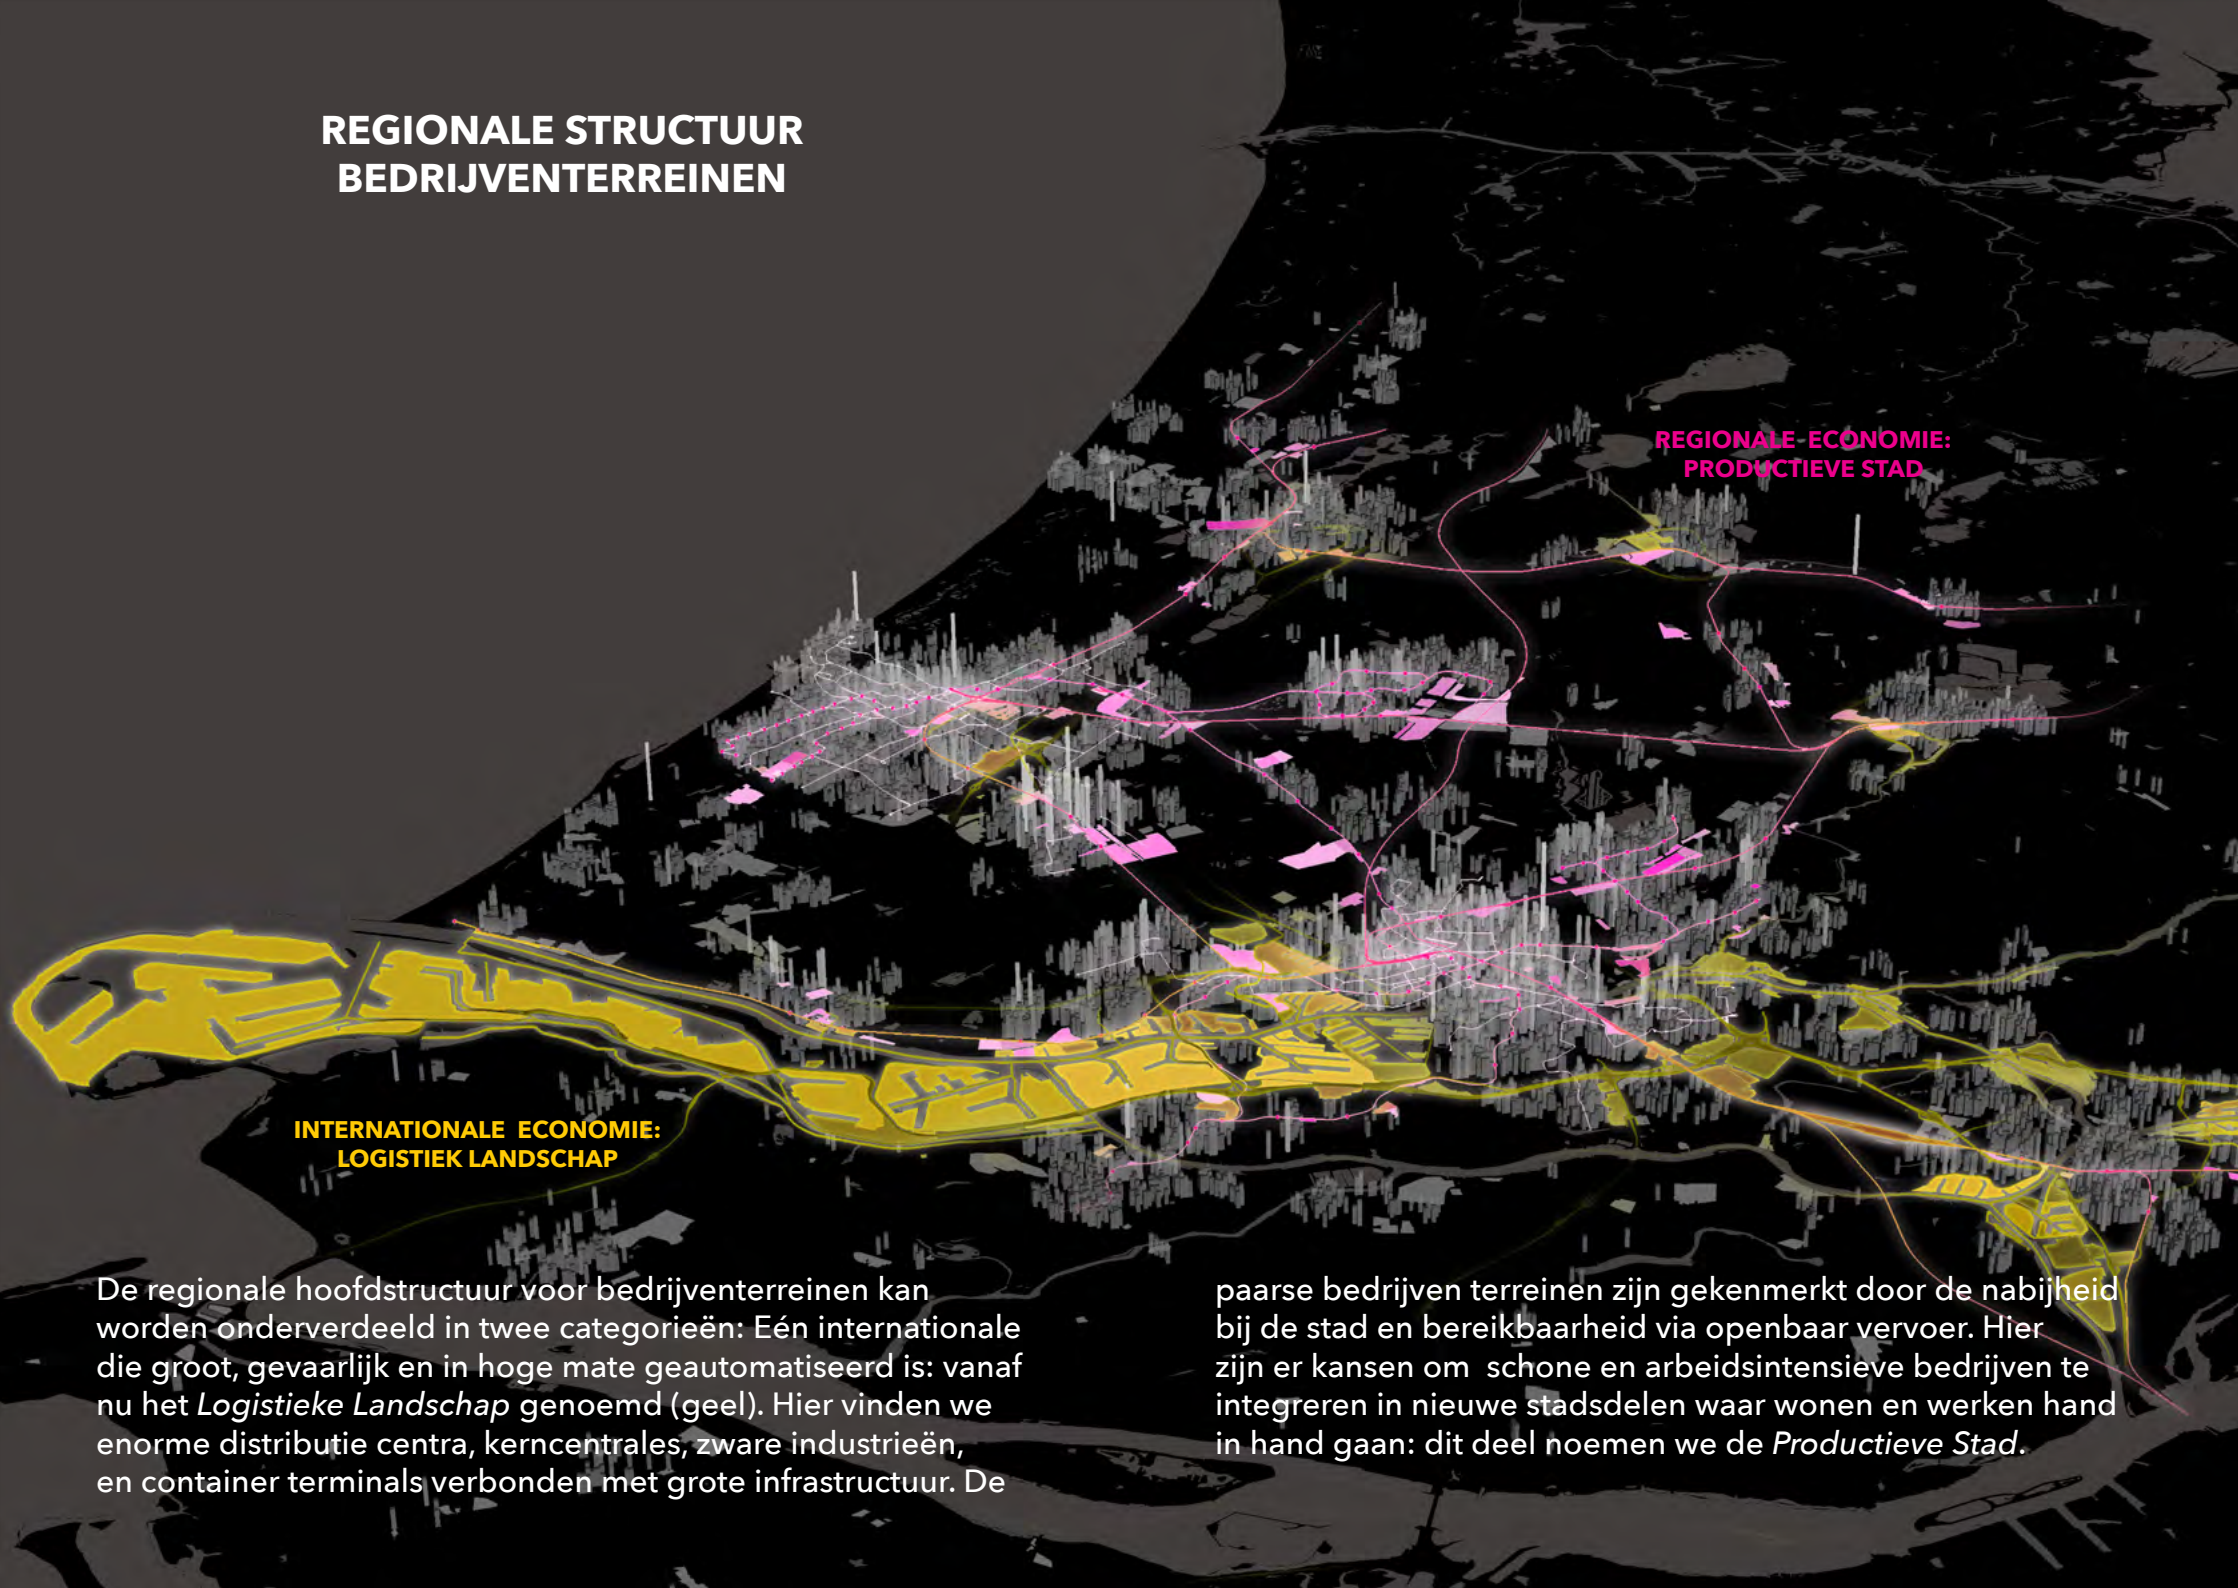 REGIONALE STRUCTUUR
BEDRIJVENTERREINEN
REGIONALE ECONOMIE:
PRODUCTIEVE STAD
INTERNATIONALE ECONOMIE:
LOGISTIEK LANDSCHAP
De regionale hoofdstructuur voor bedrijventerreinen kan
worden onderverdeeld in twee categorieën: Eén internationale
die groot, gevaarlijk en in hoge mate geautomatiseerd is: vanaf
nu het Logistieke Landschap genoemd (geel). Hier vinden we
enorme distributie centra, kerncentrales, zware industrieën,
en container terminals verbonden met grote infrastructuur. De
paarse bedrijven terreinen zijn gekenmerkt door de nabijheid
bij de stad en bereikbaarheid via openbaar vervoer. Hier
zijn er kansen om schone en arbeidsintensieve bedrijven te
integreren in nieuwe stadsdelen waar wonen en werken hand
in hand gaan: dit deel noemen we de Productieve Stad.